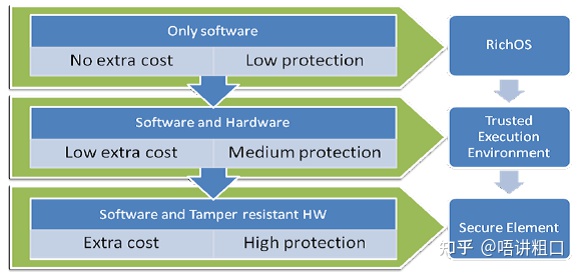 Only software
RichOS
No extra cost
Low protection
Software and Hardware
Trusted
Execution
Environment
Low extra cost
Medium protection
Software and Tamper resistant HW
Secure Element
Extra cost
High protection
知乎 @唔讲粗口